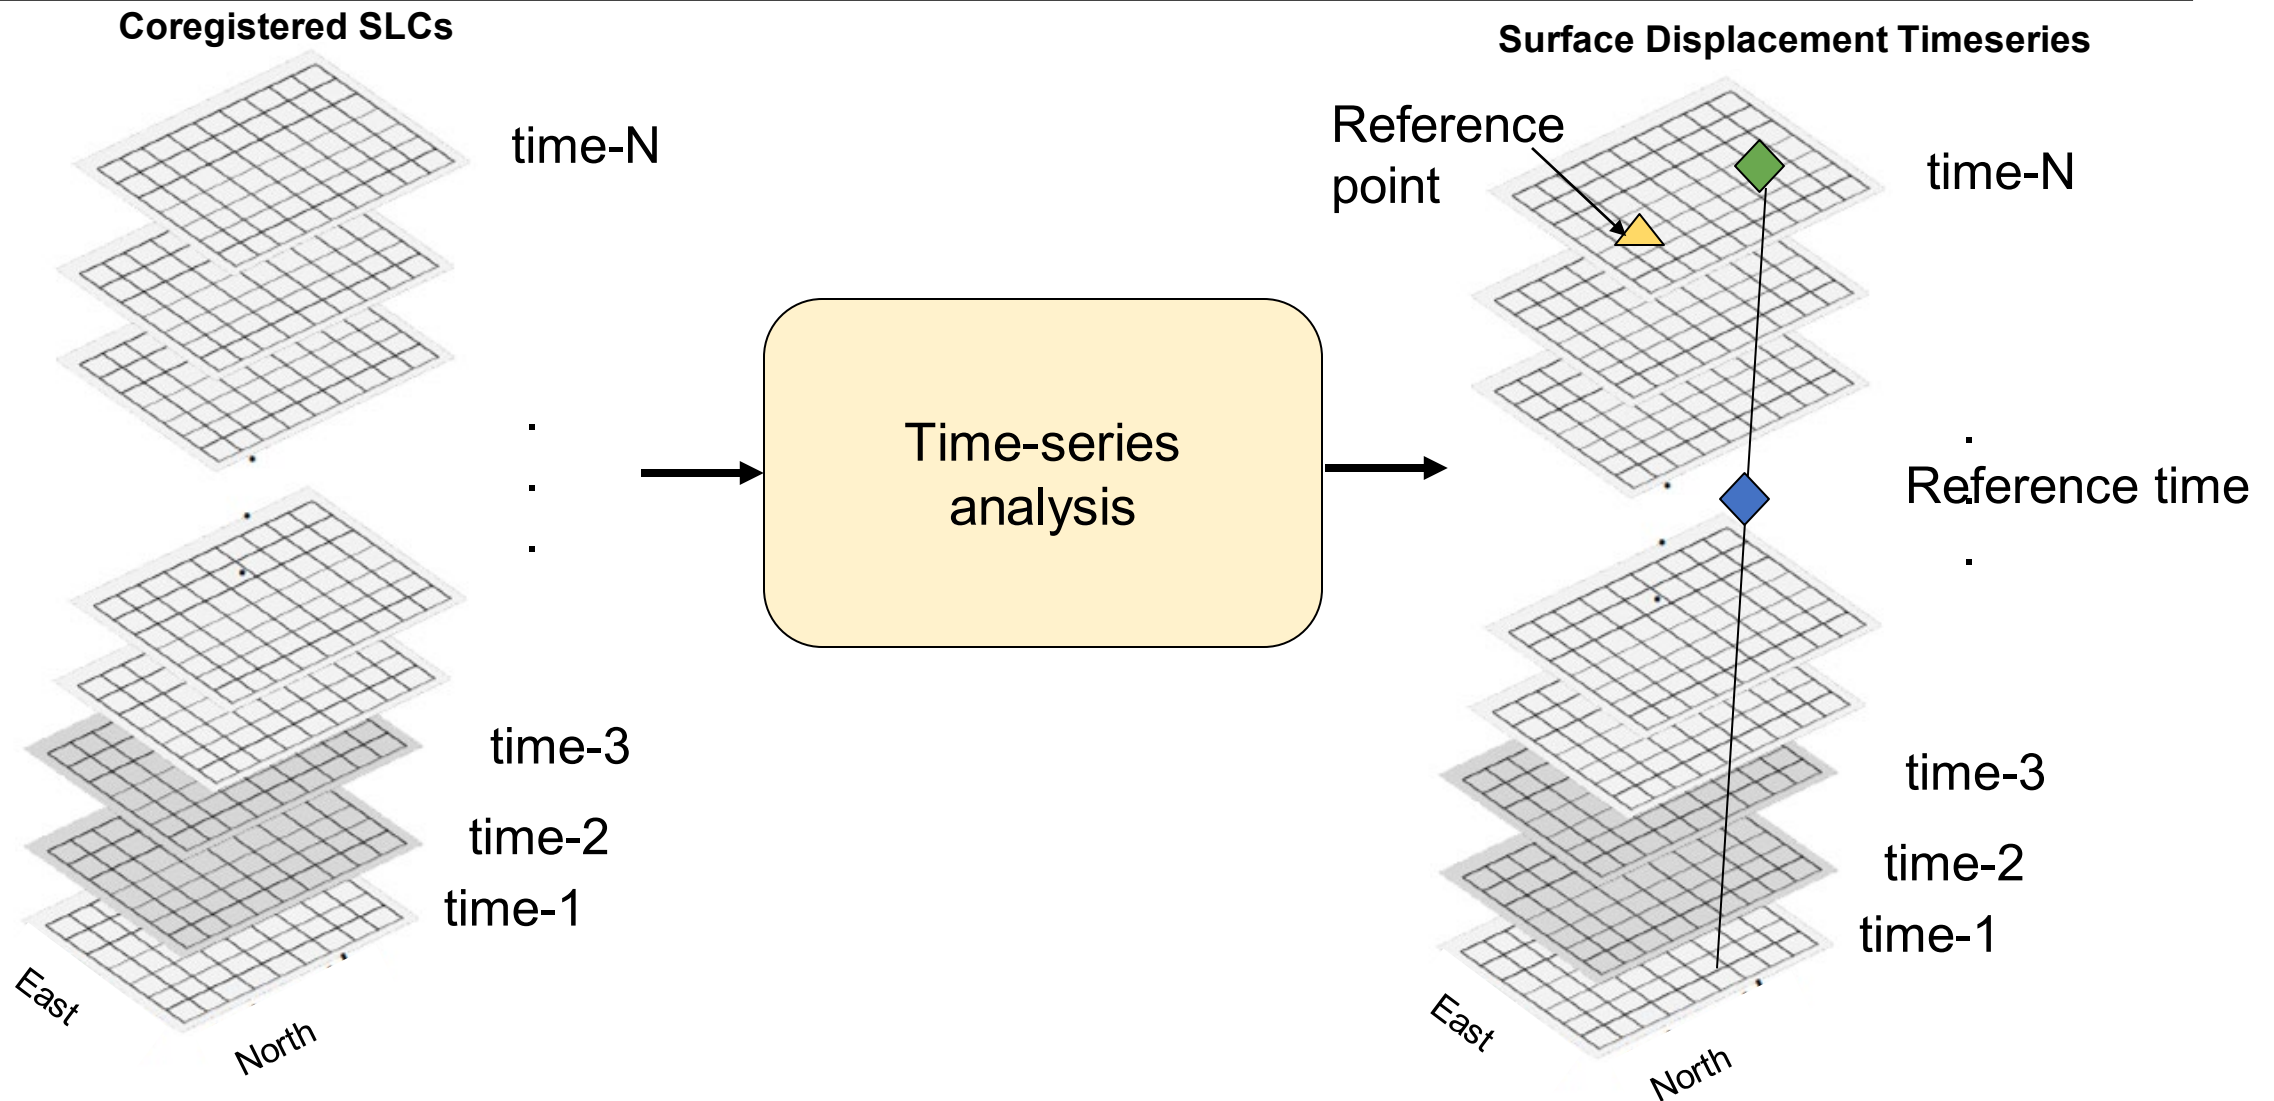 Coregistered SLCs
time-N
time-3
time-2
time-1
East
North
Time-series
analysis
Surface Displacement Timeseries
Reference
point
time-N
Reference time
time-3
time-2
time-1
East
North